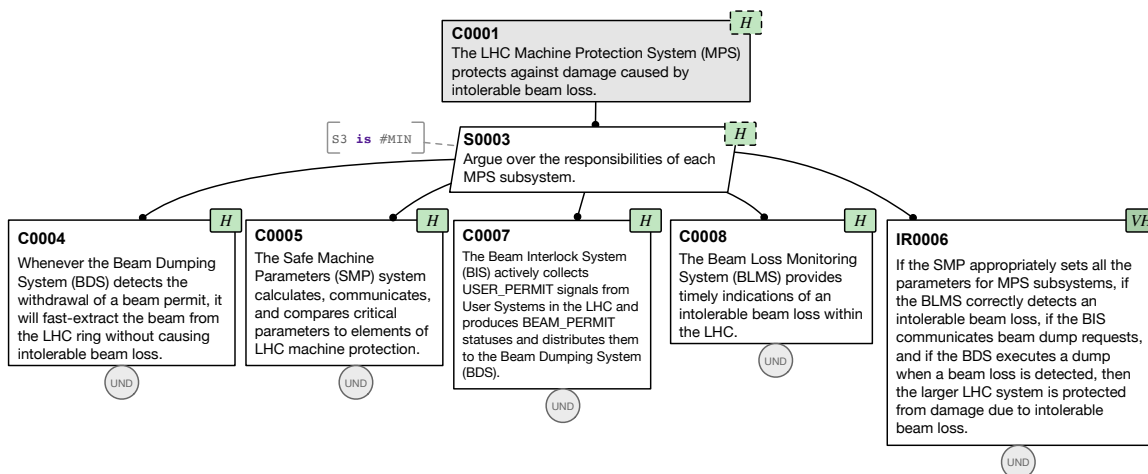 H
C0001
The LHC Machine Protection System (MPS)
protects against damage caused by
intolerable beam loss.
S3 is #MIN
H
S0003
Argue over the responsibilities of each
MPS subsystem.
H
C0004
Whenever the Beam Dumping
System (BDS) detects the
withdrawal of a beam permit, it
will fast-extract the beam from
the LHC ring without causing
intolerable beam loss.
UND
H
C0005
The Safe Machine
Parameters (SMP) system
calculates, communicates,
and compares critical
parameters to elements of
LHC machine protection.
UND
H
C0007
The Beam Interlock System
(BIS) actively collects
USER_PERMIT signals from
User Systems in the LHC and
produces BEAM_PERMIT
statuses and distributes them
to the Beam Dumping System
(BDS).
UND
H
C0008
The Beam Loss Monitoring
System (BLMS) provides
timely indications of an
intolerable beam loss within
the LHC.
UND
VH
IR0006
If the SMP appropriately sets all the
parameters for MPS subsystems, if
the BLMS correctly detects an
intolerable beam loss, if the BIS
communicates beam dump requests,
and if the BDS executes a dump
when a beam loss is detected, then
the larger LHC system is protected
from damage due to intolerable
beam loss.
UND